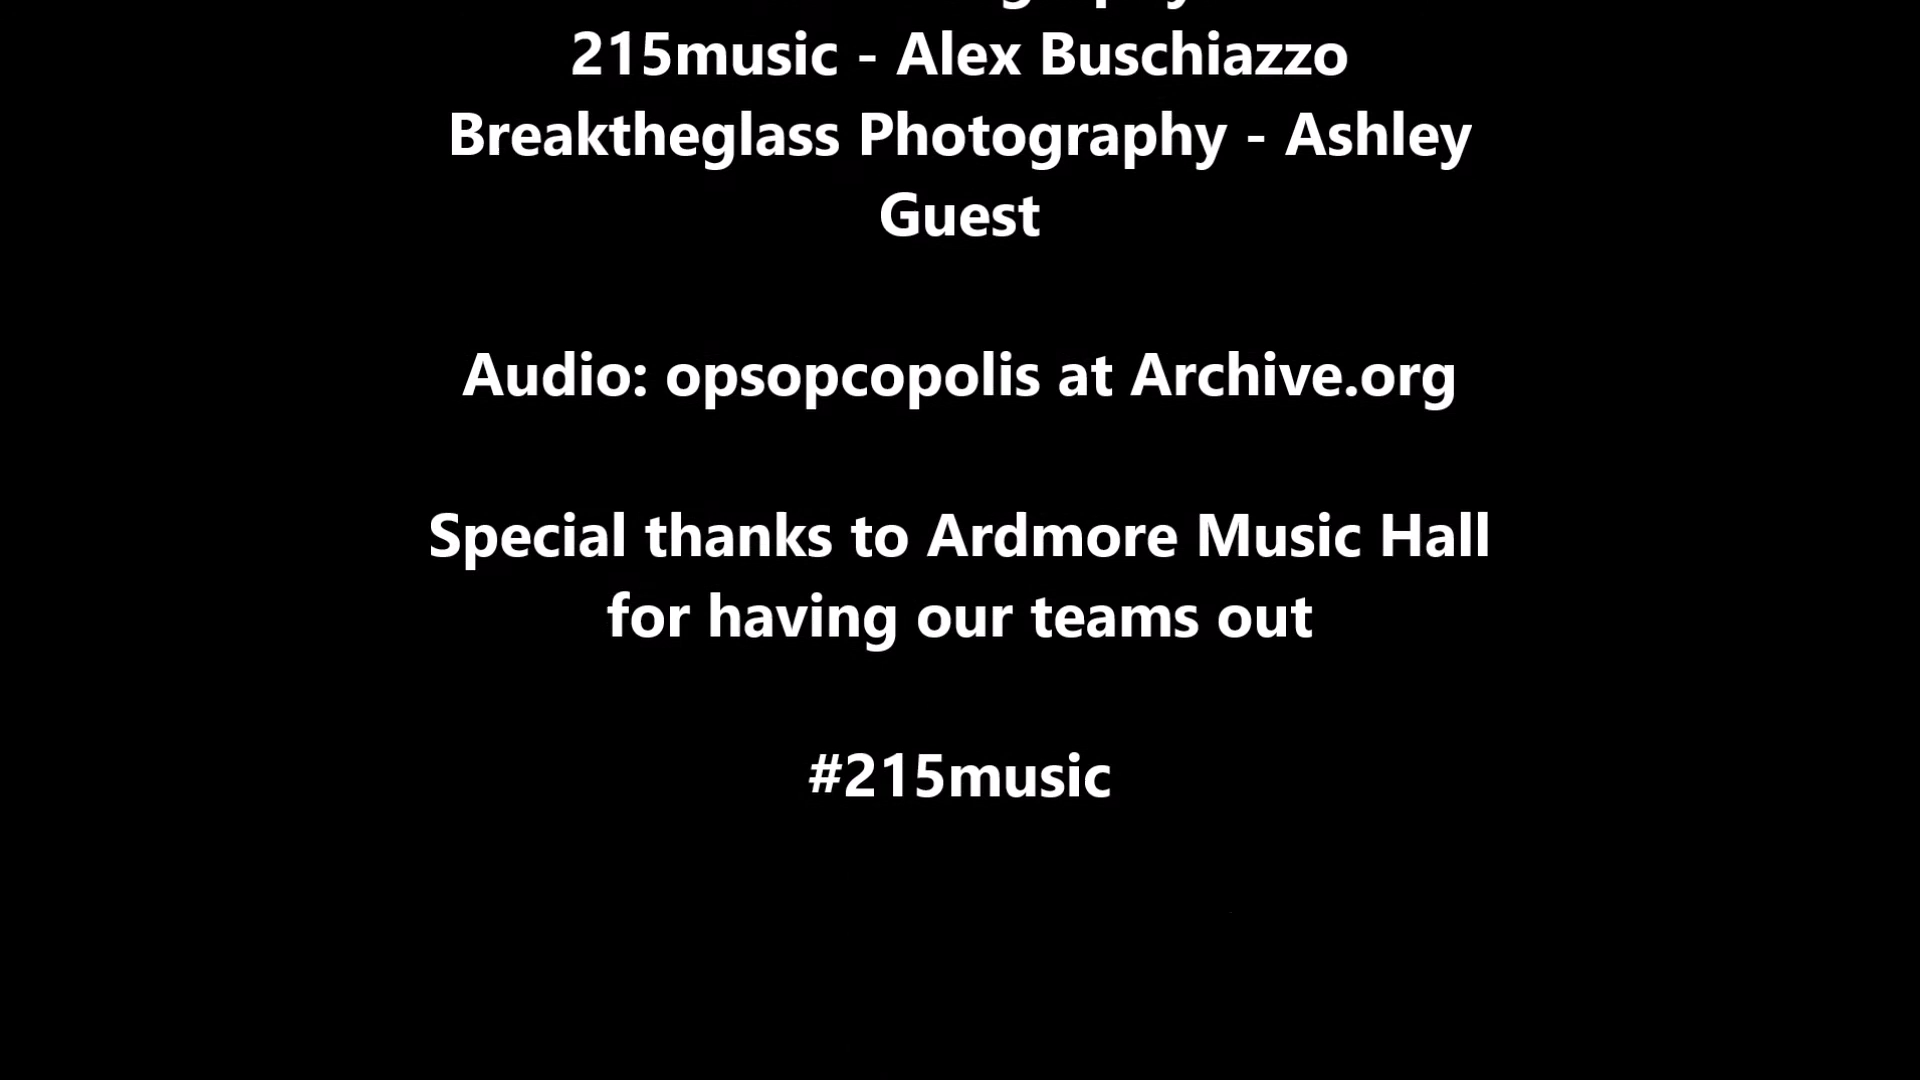 215music - Alex Buschiazzo
Breaktheglass Photography - Ashley
Guest
Audio: opsopcopolis at Archive.org
Special thanks to Ardmore Music Hall
for having our teams out
#215music